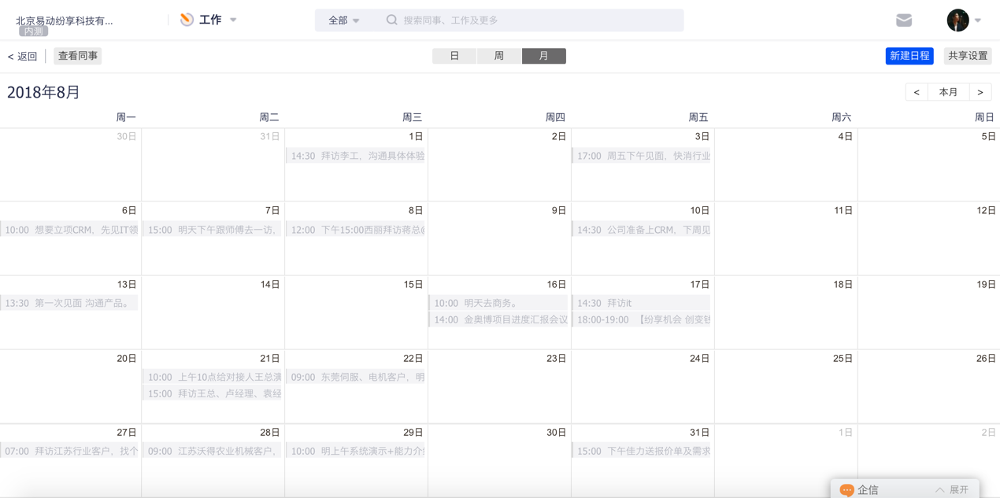 北京易动纷享科技有...
内测
工作
全部
搜索同事、工作及更多
< 返回
查看同事
日 周 月
新建日程
共享设置
2018年8月
< 本月 >
周一 周二 周三 周四 周五 周六 周日
30日 31日 1日 2日 3日 4日 5日
14:30 拜访李工，沟通具体体验
17:00 周五下午见面，快消行业
6日 7日 8日 9日 10日 11日 12日
10:00 想要立项CRM，先见IT领
15:00 明天下午跟师傅去一访，
12:00 下午15:00西丽拜访蒋总@
14:30 公司准备上CRM，下周见
13日 14日 15日 16日 17日 18日 19日
13:30 第一次见面 沟通产品。
10:00 明天去商务。
14:30 拜访it
14:00 金奥博项目进度汇报会议
18:00-19:00 【纷享机会 创变钱
20日 21日 22日 23日 24日 25日 26日
10:00 上午10点给对接人王总演
09:00 东莞伺服、电机客户，明
15:00 拜访王总、卢经理、袁经
27日 28日 29日 30日 31日 1日 2日
07:00 拜访江苏行业客户，找个
09:00 江苏沃得农业机械客户，
10:00 明上午系统演示+能力介绍
15:00 下午佳力送报价单及需求
企信
展开